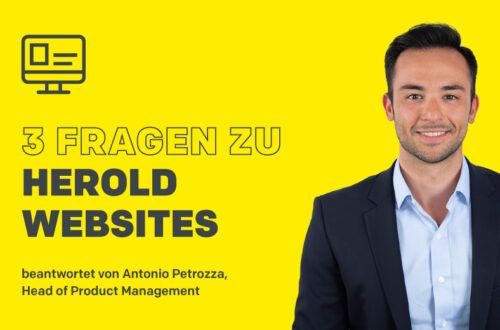 3 FRAGEN ZU
HEROLD
WEBSITES
beantwortet von Antonio Petrozza,
Head of Product Management